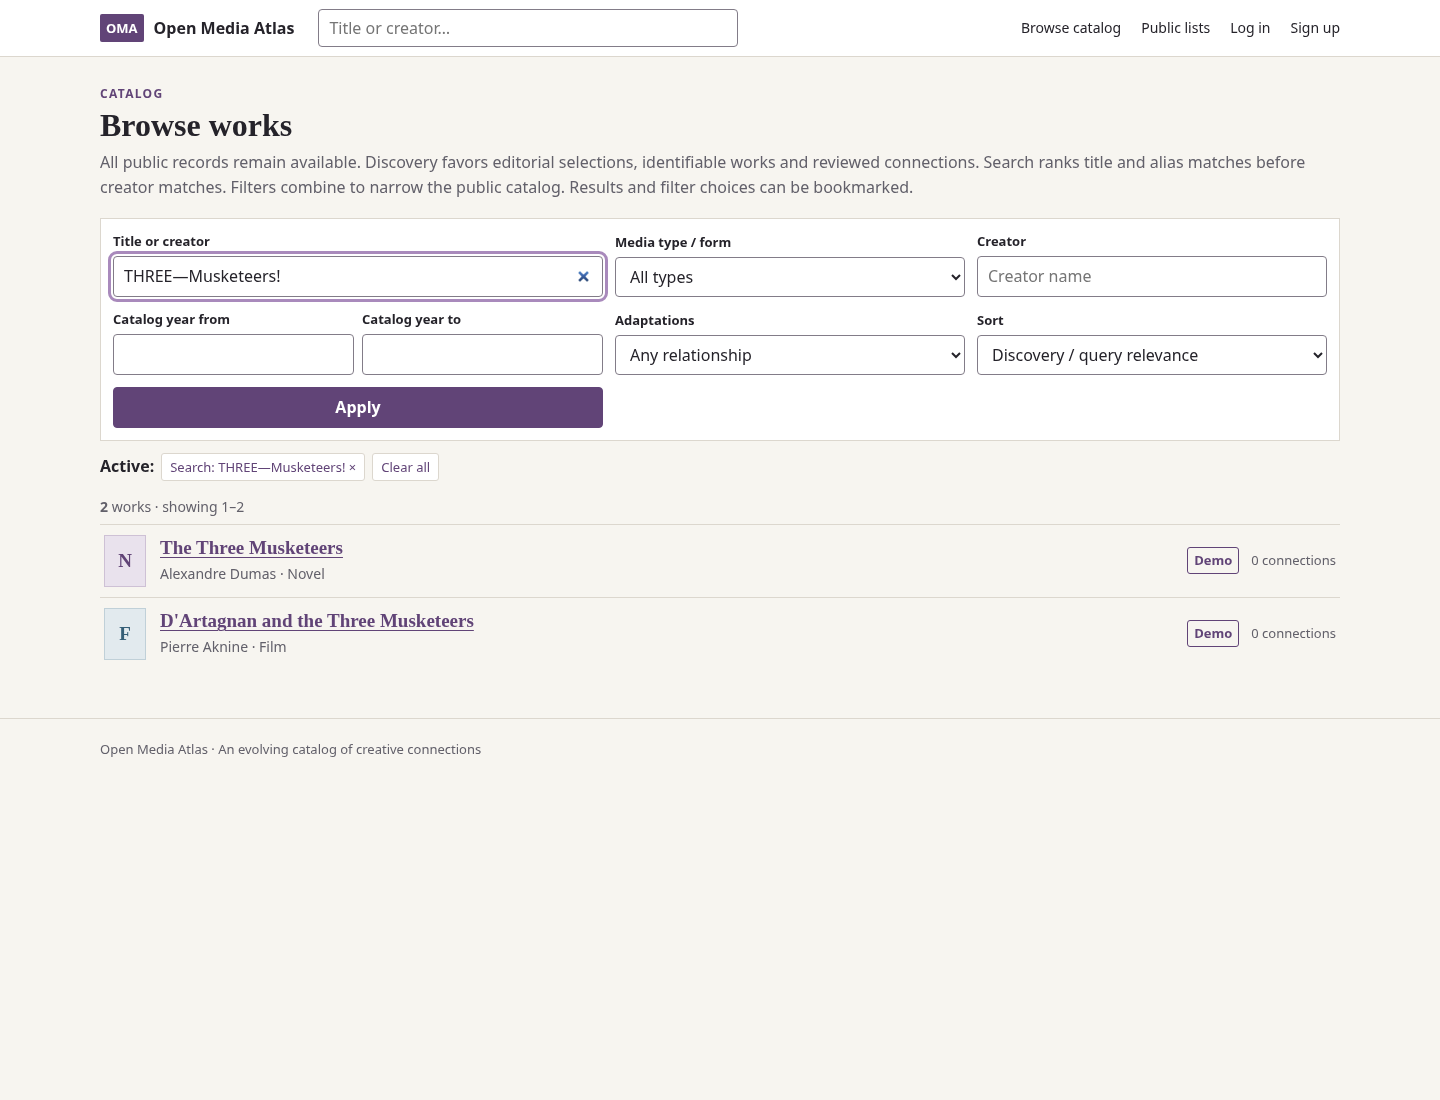 OMA Open Media Atlas Title or creator... Browse catalog Public lists Log in Sign up
CATALOG
Browse works
All public records remain available. Discovery favors editorial selections, identifiable works and reviewed connections. Search ranks title and alias matches before
creator matches. Filters combine to narrow the public catalog. Results and filter choices can be bookmarked.
Title or creator Media type / form Creator
THREE—Musketeers! × All types Creator name
Catalog year from Catalog year to Adaptations Sort
Any relationship Discovery / query relevance
Apply
Active: Search: THREE—Musketeers! × Clear all
2 works · showing 1–2
N The Three Musketeers Demo 0 connections
Alexandre Dumas · Novel
F D'Artagnan and the Three Musketeers Demo 0 connections
Pierre Aknine · Film
Open Media Atlas · An evolving catalog of creative connections